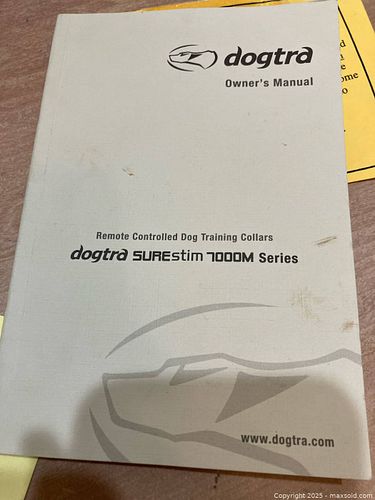 dogtra
Owner's Manual
d
e
ome
o
Remote Controlled Dog Training Collars
dogtra SUREstim 7000M Series
www.dogtra.com
Copyright 2025 - maxsold.com